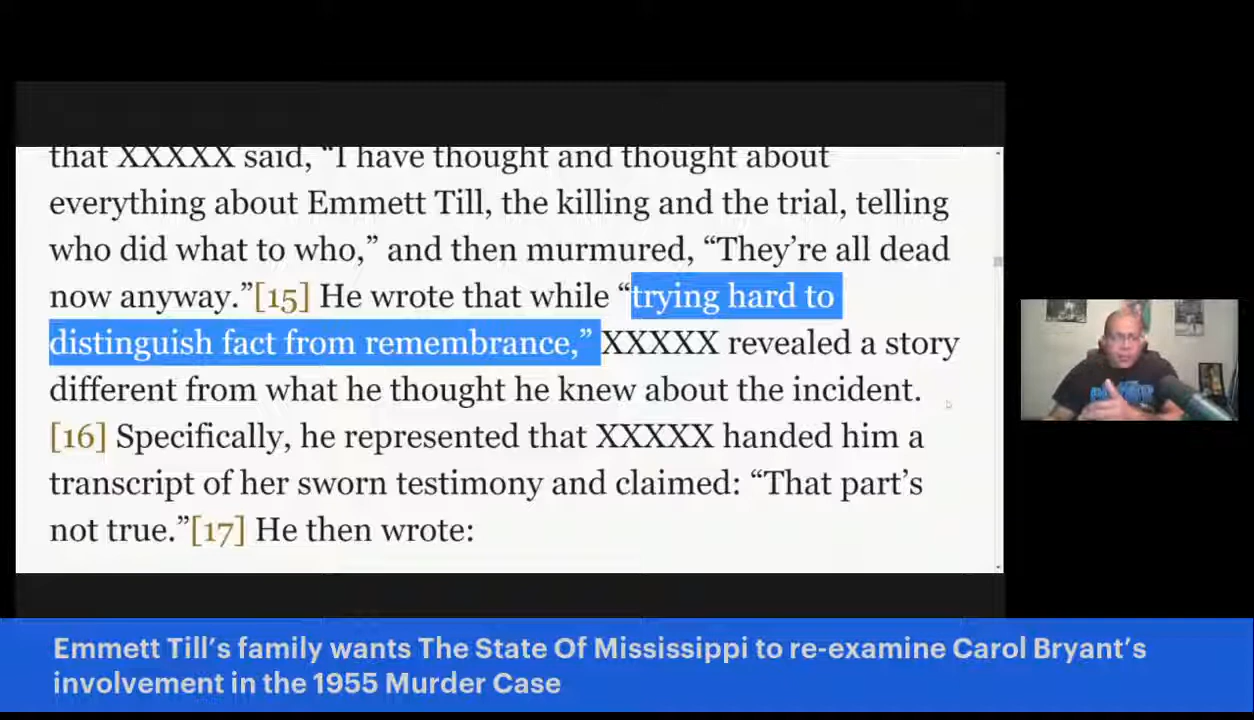 that XXXXX said, “I have thought and thought about
everything about Emmett Till, the killing and the trial, telling
who did what to who,” and then murmured, “They’re all dead
now anyway.”[15] He wrote that while “trying hard to
distinguish fact from remembrance,” XXXXX revealed a story
different from what he thought he knew about the incident.
[16] Specifically, he represented that XXXXX handed him a
transcript of her sworn testimony and claimed: “That part’s
not true.”[17] He then wrote:
Emmett Till’s family wants The State Of Mississippi to re-examine Carol Bryant’s
involvement in the 1955 Murder Case